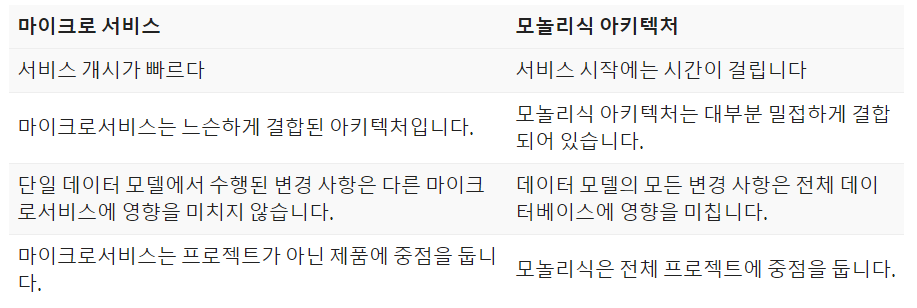 마이크로 서비스
모놀리식 아키텍처
서비스 개시가 빠르다
서비스 시작에는 시간이 걸립니다
마이크로서비스는 느슨하게 결합된 아키텍처입니다.
모놀리식 아키텍처는 대부분 밀접하게 결합
되어 있습니다.
단일 데이터 모델에서 수행된 변경 사항은 다른 마이크
로서비스에 영향을 미치지 않습니다.
데이터 모델의 모든 변경 사항은 전체 데이
터베이스에 영향을 미칩니다.
마이크로서비스는 프로젝트가 아닌 제품에 중점을 둡니
다.
모놀리식은 전체 프로젝트에 중점을 둡니다.